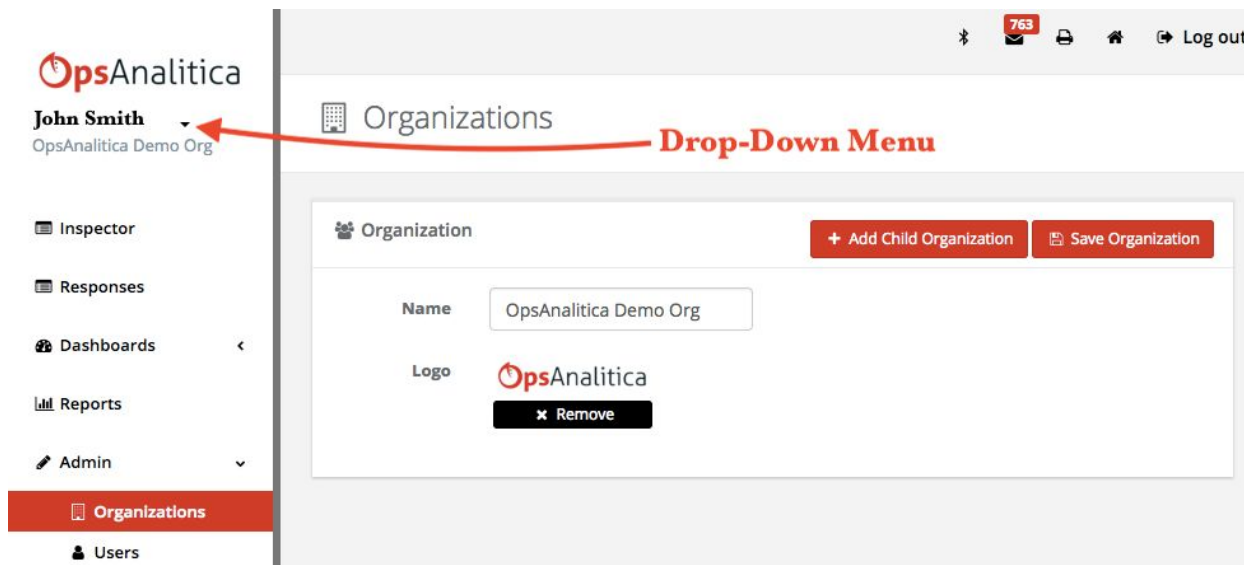 763
Log out
OpsAnalitica
John Smith
OpsAnalitica Demo Org
Organizations
Drop-Down Menu
Inspector
Responses
Dashboards
Reports
Admin
Organizations
Users
Organization
+ Add Child Organization
Save Organization
Name
OpsAnalitica Demo Org
Logo
OpsAnalitica
Remove